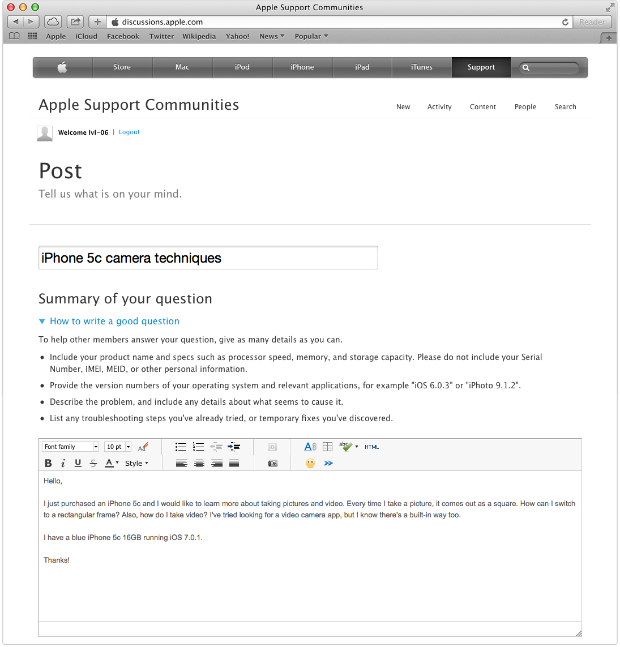 Apple Support Communities
discussions.apple.com
Reader
Apple iCloud Facebook Twitter Wikipedia Yahoo! News Popular
Store Mac iPod iPhone iPad iTunes Support
Apple Support Communities
New Activity Content People Search
Welcome lvl-06 | Logout
Post
Tell us what is on your mind.
iPhone 5c camera techniques
Summary of your question
How to write a good question
To help other members answer your question, give as many details as you can.
• Include your product name and specs such as processor speed, memory, and storage capacity. Please do not include your Serial
Number, IMEI, MEID, or other personal information.
• Provide the version numbers of your operating system and relevant applications, for example "iOS 6.0.3" or "iPhoto 9.1.2".
• Describe the problem, and include any details about what seems to cause it.
• List any troubleshooting steps you've already tried, or temporary fixes you've discovered.
Font family 10 pt HTML
B i U S A Style
Hello,
I just purchased an iPhone 5c and I would like to learn more about taking pictures and video. Every time I take a picture, it comes out as a square. How can I switch
to a rectangular frame? Also, how do I take video? I've tried looking for a video camera app, but I know there's a built-in way too.
I have a blue iPhone 5c 16GB running iOS 7.0.1.
Thanks!